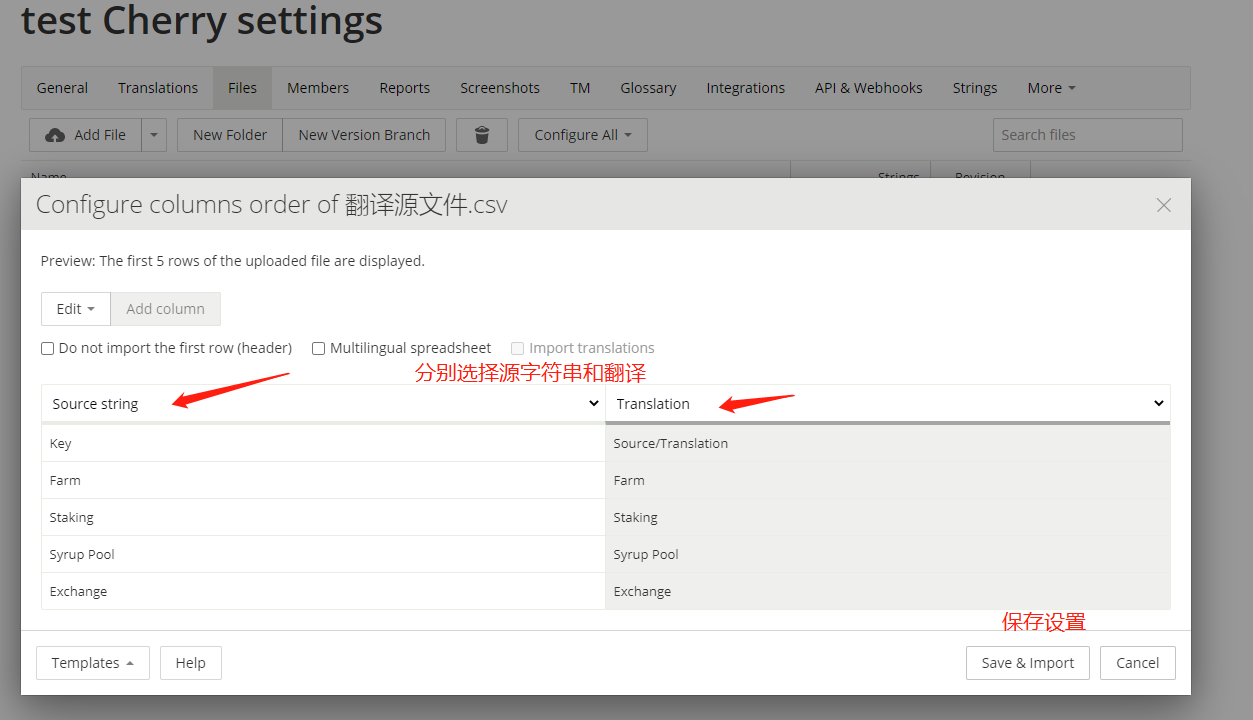 test Cherry settings
General Translations Files Members Reports Screenshots TM Glossary Integrations API & Webhooks Strings More
Add File New Folder New Version Branch Configure All Search files
Name Strings Revision
Configure columns order of 翻译源文件.csv
Preview: The first 5 rows of the uploaded file are displayed.
Edit Add column
Do not import the first row (header) Multilingual spreadsheet Import translations
分别选择源字符串和翻译
Source string Translation
Key Source/Translation
Farm Farm
Staking Staking
Syrup Pool Syrup Pool
Exchange Exchange
保存设置
Templates Help Save & Import Cancel